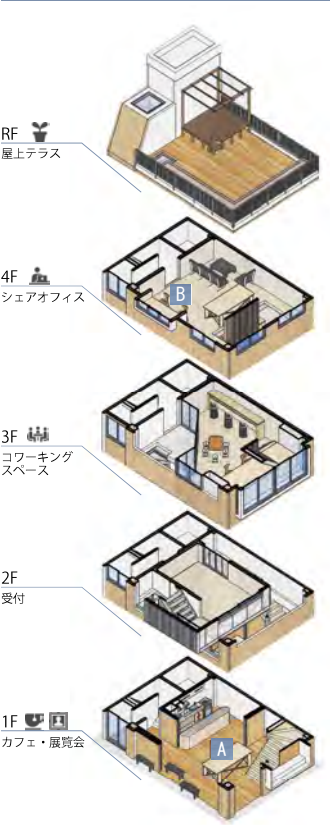 RF
屋上テラス
4F
シェアオフィス
B
3F
コワーキング
スペース
2F
受付
1F
カフェ・展覧会
A